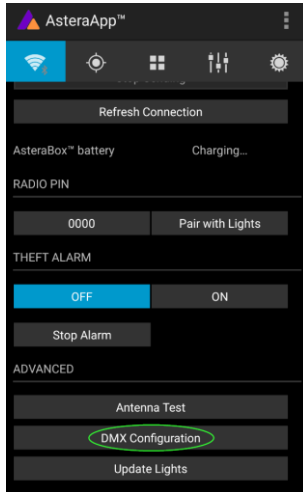 AsteraApp™
Refresh Connection
AsteraBox™ battery Charging...
RADIO PIN
0000 Pair with Lights
THEFT ALARM
OFF ON
Stop Alarm
ADVANCED
Antenna Test
DMX Configuration
Update Lights